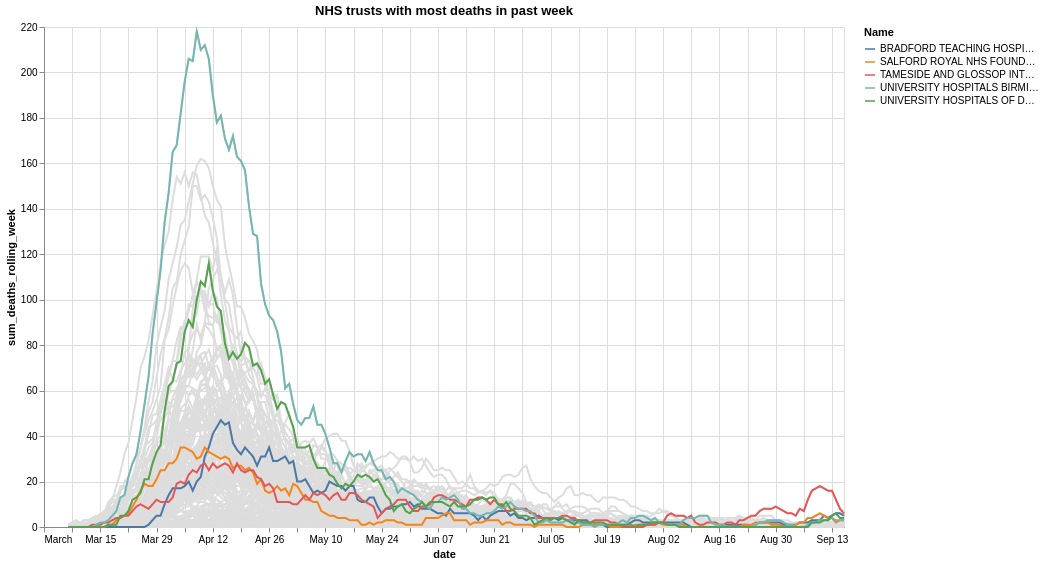 NHS trusts with most deaths in past week
220
200
180
160
140
120
100
80
60
40
20
0
sum_deaths_rolling_week
March
Mar 15
Mar 29
Apr 12
Apr 26
May 10
May 24
Jun 07
Jun 21
Jul 05
Jul 19
Aug 02
Aug 16
Aug 30
Sep 13
date
Name
BRADFORD TEACHING HOSPI…
SALFORD ROYAL NHS FOUND…
TAMESIDE AND GLOSSOP INT…
UNIVERSITY HOSPITALS BIRMI…
UNIVERSITY HOSPITALS OF D…